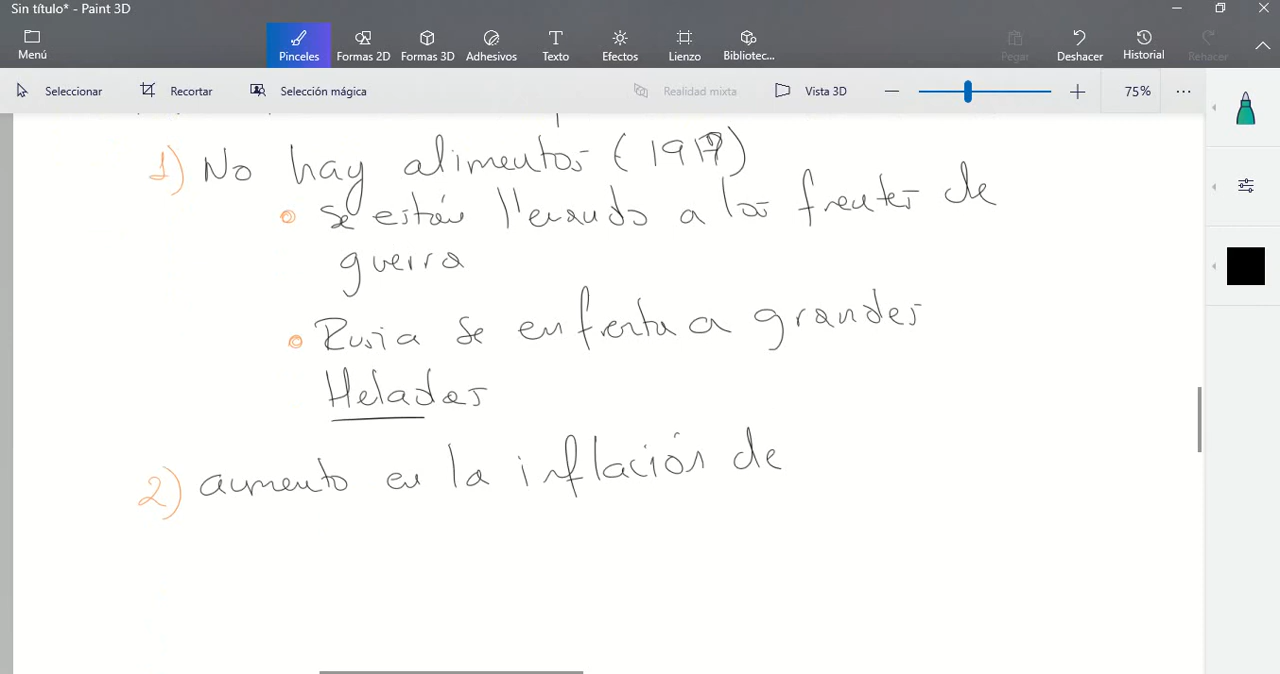 Sin título* - Paint 3D
Menú
Pinceles
Formas 2D
Formas 3D
Adhesivos
Texto
Efectos
Lienzo
Bibliotec...
Pegar
Deshacer
Historial
Rehacer
Seleccionar
Recortar
Selección mágica
Realidad mixta
Vista 3D
75%
1) No hay alimentos (1917)
se están llevando a los frentes de
guerra
Rusia se enfrenta a grandes
Heladas
2) aumento en la inflación de